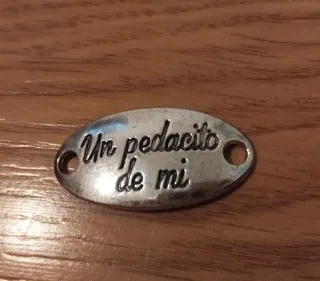 Un pedacito
de mi